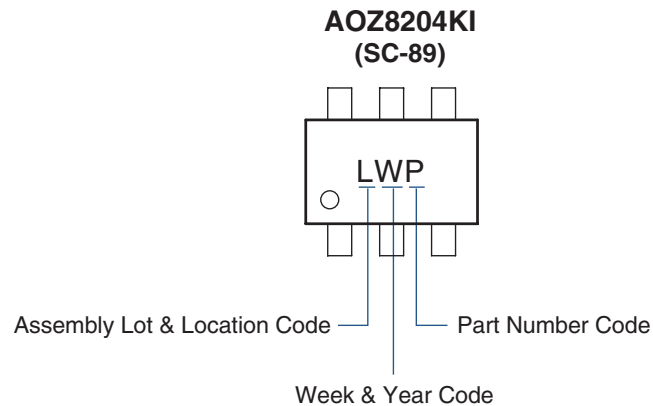 AOZ8204KI
(SC-89)
LWP
Assembly Lot & Location Code
Part Number Code
Week & Year Code